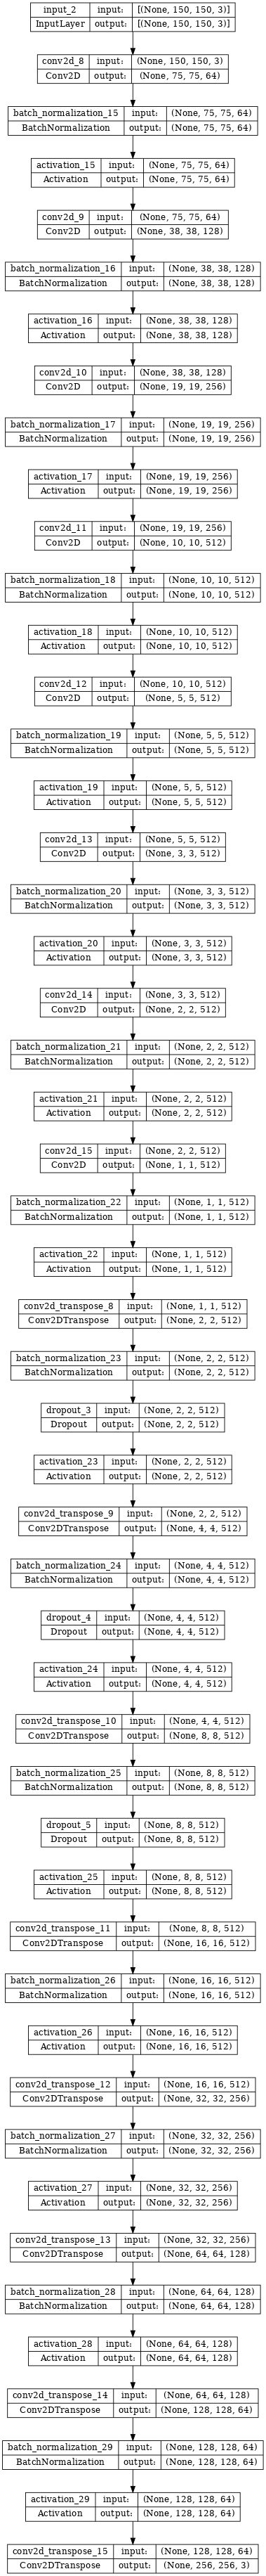 input_2 input: [(None, 150, 150, 3)]
InputLayer output: [(None, 150, 150, 3)]
conv2d_8 input: (None, 150, 150, 3)
Conv2D output: (None, 75, 75, 64)
batch_normalization_15 input: (None, 75, 75, 64)
BatchNormalization output: (None, 75, 75, 64)
activation_15 input: (None, 75, 75, 64)
Activation output: (None, 75, 75, 64)
conv2d_9 input: (None, 75, 75, 64)
Conv2D output: (None, 38, 38, 128)
batch_normalization_16 input: (None, 38, 38, 128)
BatchNormalization output: (None, 38, 38, 128)
activation_16 input: (None, 38, 38, 128)
Activation output: (None, 38, 38, 128)
conv2d_10 input: (None, 38, 38, 128)
Conv2D output: (None, 19, 19, 256)
batch_normalization_17 input: (None, 19, 19, 256)
BatchNormalization output: (None, 19, 19, 256)
activation_17 input: (None, 19, 19, 256)
Activation output: (None, 19, 19, 256)
conv2d_11 input: (None, 19, 19, 256)
Conv2D output: (None, 10, 10, 512)
batch_normalization_18 input: (None, 10, 10, 512)
BatchNormalization output: (None, 10, 10, 512)
activation_18 input: (None, 10, 10, 512)
Activation output: (None, 10, 10, 512)
conv2d_12 input: (None, 10, 10, 512)
Conv2D output: (None, 5, 5, 512)
batch_normalization_19 input: (None, 5, 5, 512)
BatchNormalization output: (None, 5, 5, 512)
activation_19 input: (None, 5, 5, 512)
Activation output: (None, 5, 5, 512)
conv2d_13 input: (None, 5, 5, 512)
Conv2D output: (None, 3, 3, 512)
batch_normalization_20 input: (None, 3, 3, 512)
BatchNormalization output: (None, 3, 3, 512)
activation_20 input: (None, 3, 3, 512)
Activation output: (None, 3, 3, 512)
conv2d_14 input: (None, 3, 3, 512)
Conv2D output: (None, 2, 2, 512)
batch_normalization_21 input: (None, 2, 2, 512)
BatchNormalization output: (None, 2, 2, 512)
activation_21 input: (None, 2, 2, 512)
Activation output: (None, 2, 2, 512)
conv2d_15 input: (None, 2, 2, 512)
Conv2D output: (None, 1, 1, 512)
batch_normalization_22 input: (None, 1, 1, 512)
BatchNormalization output: (None, 1, 1, 512)
activation_22 input: (None, 1, 1, 512)
Activation output: (None, 1, 1, 512)
conv2d_transpose_8 input: (None, 1, 1, 512)
Conv2DTranspose output: (None, 2, 2, 512)
batch_normalization_23 input: (None, 2, 2, 512)
BatchNormalization output: (None, 2, 2, 512)
dropout_3 input: (None, 2, 2, 512)
Dropout output: (None, 2, 2, 512)
activation_23 input: (None, 2, 2, 512)
Activation output: (None, 2, 2, 512)
conv2d_transpose_9 input: (None, 2, 2, 512)
Conv2DTranspose output: (None, 4, 4, 512)
batch_normalization_24 input: (None, 4, 4, 512)
BatchNormalization output: (None, 4, 4, 512)
dropout_4 input: (None, 4, 4, 512)
Dropout output: (None, 4, 4, 512)
activation_24 input: (None, 4, 4, 512)
Activation output: (None, 4, 4, 512)
conv2d_transpose_10 input: (None, 4, 4, 512)
Conv2DTranspose output: (None, 8, 8, 512)
batch_normalization_25 input: (None, 8, 8, 512)
BatchNormalization output: (None, 8, 8, 512)
dropout_5 input: (None, 8, 8, 512)
Dropout output: (None, 8, 8, 512)
activation_25 input: (None, 8, 8, 512)
Activation output: (None, 8, 8, 512)
conv2d_transpose_11 input: (None, 8, 8, 512)
Conv2DTranspose output: (None, 16, 16, 512)
batch_normalization_26 input: (None, 16, 16, 512)
BatchNormalization output: (None, 16, 16, 512)
activation_26 input: (None, 16, 16, 512)
Activation output: (None, 16, 16, 512)
conv2d_transpose_12 input: (None, 16, 16, 512)
Conv2DTranspose output: (None, 32, 32, 256)
batch_normalization_27 input: (None, 32, 32, 256)
BatchNormalization output: (None, 32, 32, 256)
activation_27 input: (None, 32, 32, 256)
Activation output: (None, 32, 32, 256)
conv2d_transpose_13 input: (None, 32, 32, 256)
Conv2DTranspose output: (None, 64, 64, 128)
batch_normalization_28 input: (None, 64, 64, 128)
BatchNormalization output: (None, 64, 64, 128)
activation_28 input: (None, 64, 64, 128)
Activation output: (None, 64, 64, 128)
conv2d_transpose_14 input: (None, 64, 64, 128)
Conv2DTranspose output: (None, 128, 128, 64)
batch_normalization_29 input: (None, 128, 128, 64)
BatchNormalization output: (None, 128, 128, 64)
activation_29 input: (None, 128, 128, 64)
Activation output: (None, 128, 128, 64)
conv2d_transpose_15 input: (None, 128, 128, 64)
Conv2DTranspose output: (None, 256, 256, 3)